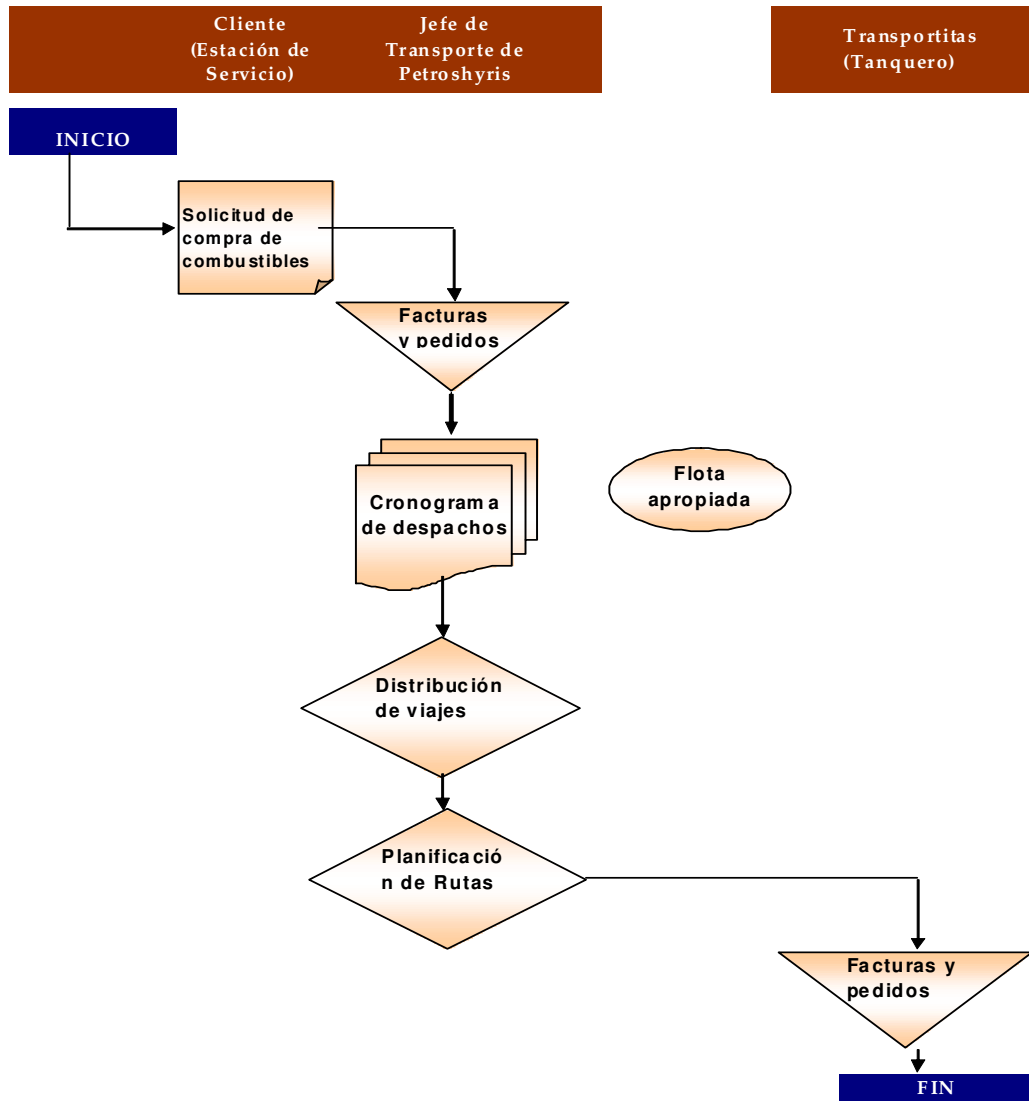 Cliente
(Estación de
Servicio)
Jefe de
Transporte de
Petroshyris
Transportitas
(Tanquero)
INICIO
Solicitud de
compra de
combustibles
Facturas
y pedidos
Cronograma
de despachos
Flota
apropiada
Distribución
de viajes
Planificació
n de Rutas
Facturas y
pedidos
FIN